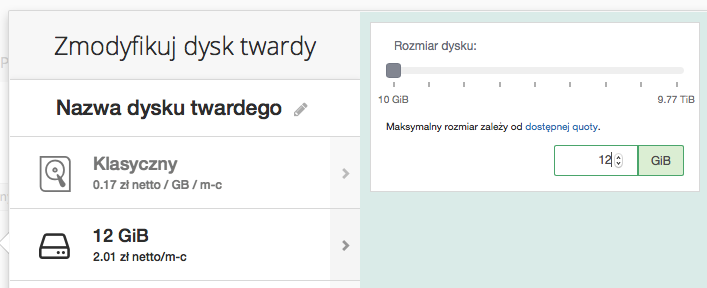 Zmodyfikuj dysk twardy
Nazwa dysku twardego
Klasyczny
0.17 zł netto / GB / m-c
12 GiB
2.01 zł netto/m-c
Rozmiar dysku:
10 GiB 9.77 TiB
Maksymalny rozmiar zależy od dostępnej quoty.
12 GiB